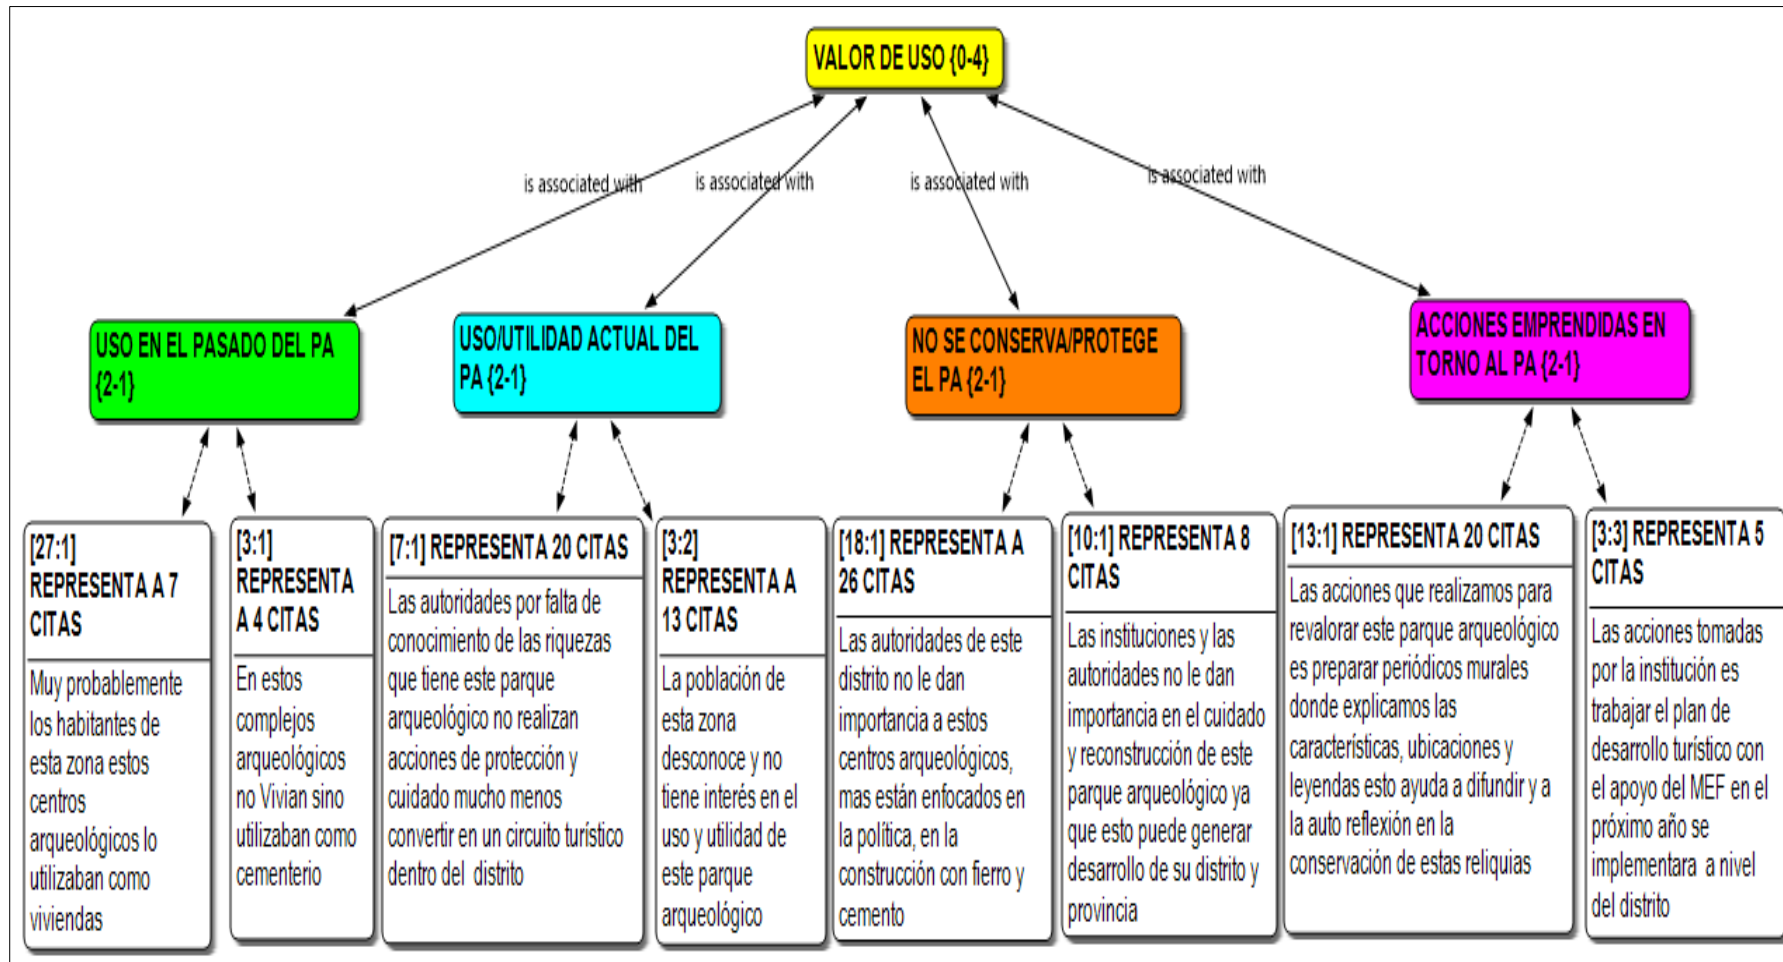 VALOR DE USO {0-4}
is associated with
is associated with
is associated with
is associated with
USO EN EL PASADO DEL PA
{2-1}
USO/UTILIDAD ACTUAL DEL
PA {2-1}
NO SE CONSERVA/PROTEGE
EL PA {2-1}
ACCIONES EMPRENDIDAS EN
TORNO AL PA {2-1}
[27:1]
REPRESENTA A 7
CITAS
Muy probablemente
los habitantes de
esta zona estos
centros
arqueológicos lo
utilizaban como
viviendas
[3:1]
REPRESENTA
A 4 CITAS
En estos
complejos
arqueológicos
no Vivian sino
utilizaban como
cementerio
[7:1] REPRESENTA 20 CITAS
Las autoridades por falta de
conocimiento de las riquezas
que tiene este parque
arqueológico no realizan
acciones de protección y
cuidado mucho menos
convertir en un circuito turístico
dentro del distrito
[3:2]
REPRESENTA A
13 CITAS
La población de
esta zona
desconoce y no
tiene interés en el
uso y utilidad de
este parque
arqueológico
[18:1] REPRESENTA A
26 CITAS
Las autoridades de este
distrito no le dan
importancia a estos
centros arqueológicos,
mas están enfocados en
la política, en la
construcción con fierro y
cemento
[10:1] REPRESENTA 8
CITAS
Las instituciones y las
autoridades no le dan
importancia en el cuidado
y reconstrucción de este
parque arqueológico ya
que esto puede generar
desarrollo de su distrito y
provincia
[13:1] REPRESENTA 20 CITAS
Las acciones que realizamos para
revalorar este parque arqueológico
es preparar periódicos murales
donde explicamos las
características, ubicaciones y
leyendas esto ayuda a difundir y a
la auto reflexión en la
conservación de estas reliquias
[3:3] REPRESENTA 5
CITAS
Las acciones tomadas
por la institución es
trabajar el plan de
desarrollo turístico con
el apoyo del MEF en el
próximo año se
implementara a nivel
del distrito